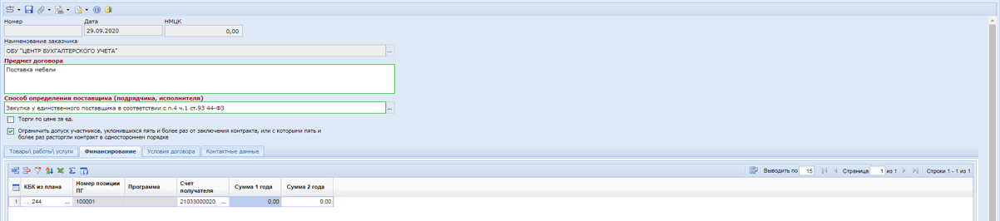 Номер Дата НМЦК
29.09.2020 0,00
Наименование заказчика
ОБУ "ЦЕНТР БУХГАЛТЕРСКОГО УЧЕТА" ...
Предмет договора
Поставка мебели
Способ определения поставщика (подрядчика, исполнителя)
Закупка у единственного поставщика в соответствии с п.4 ч.1 ст.93 44-ФЗ ...
Торги по цене за ед.
Ограничить допуск участников, уклонившихся пять и более раз от заключения контракта, или с которыми пять и
более раз расторгли контракт в одностороннем порядке
Товары\ работы\ услуги Финансирование Условия договора Контактные данные
Выводить по 15 Страница 1 из 1 Строки 1 - 1 из 1
КБК из плана Номер позиции ПГ Программа Счет получателя Сумма 1 года Сумма 2 года
1 . . .244 ... 100001 21033000020 ... 0,00 0,00